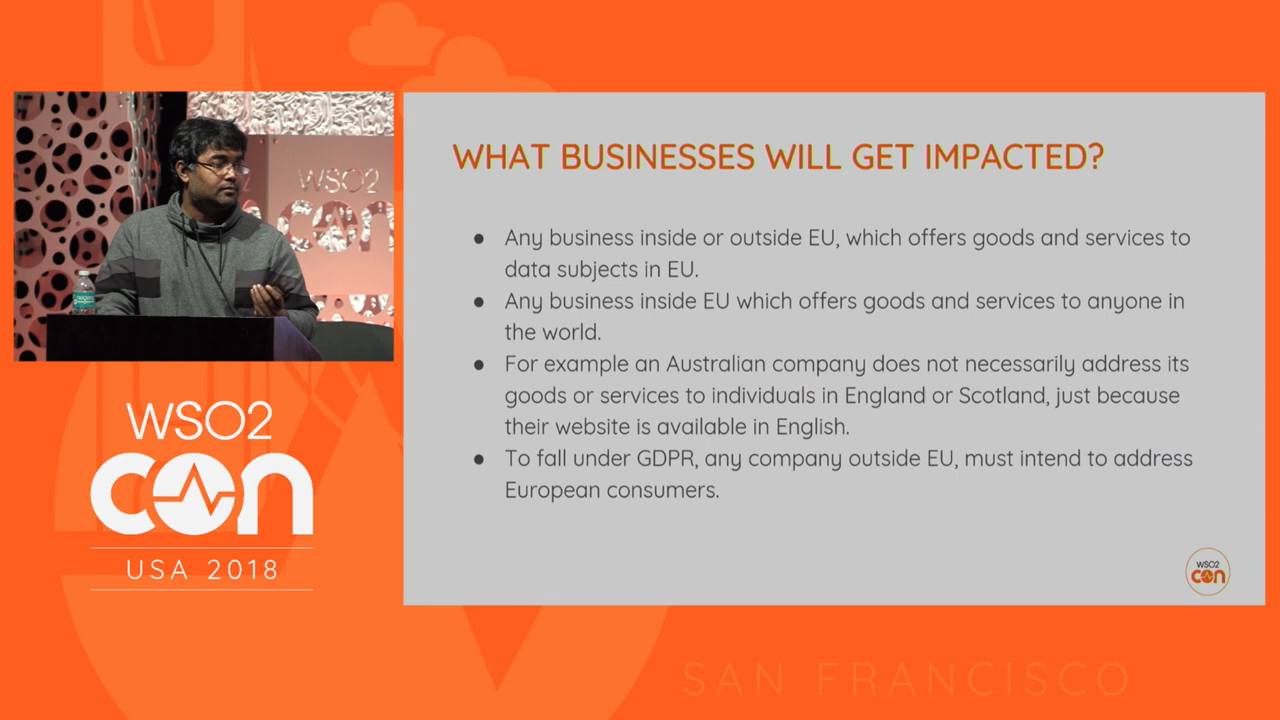 WHAT BUSINESSES WILL GET IMPACTED?
● Any business inside or outside EU, which offers goods and services to
data subjects in EU.
● Any business inside EU which offers goods and services to anyone in
the world.
● For example an Australian company does not necessarily address its
goods or services to individuals in England or Scotland, just because
their website is available in English.
● To fall under GDPR, any company outside EU, must intend to address
European consumers.
WSO2
con
WSO2
con
USA 2018
WSO2
con
SAN FRANCISCO